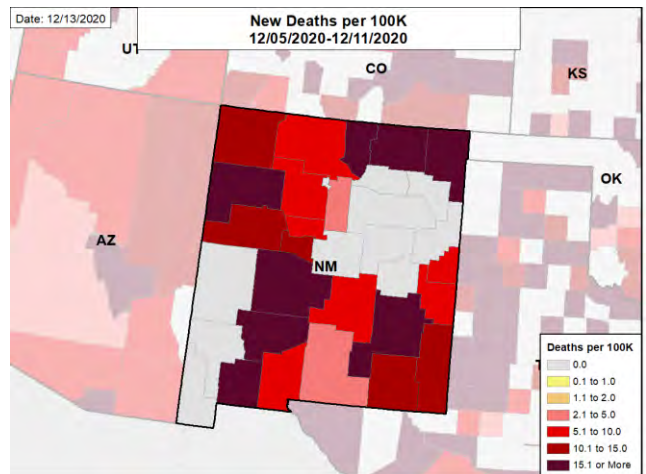 Date: 12/13/2020
New Deaths per 100K
12/05/2020-12/11/2020
UT
CO
KS
OK
AZ
NM
T
Deaths per 100K
0.0
0.1 to 1.0
1.1 to 2.0
2.1 to 5.0
5.1 to 10.0
10.1 to 15.0
15.1 or More